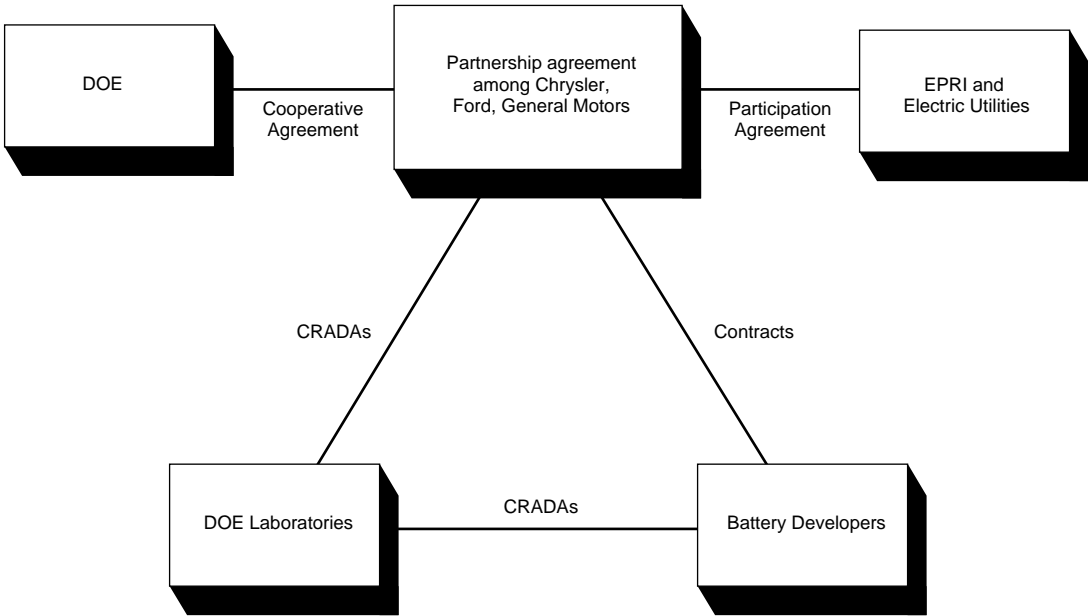 DOE
Cooperative
Agreement
Partnership agreement
among Chrysler,
Ford, General Motors
Participation
Agreement
EPRI and
Electric Utilities
CRADAs
Contracts
DOE Laboratories
CRADAs
Battery Developers